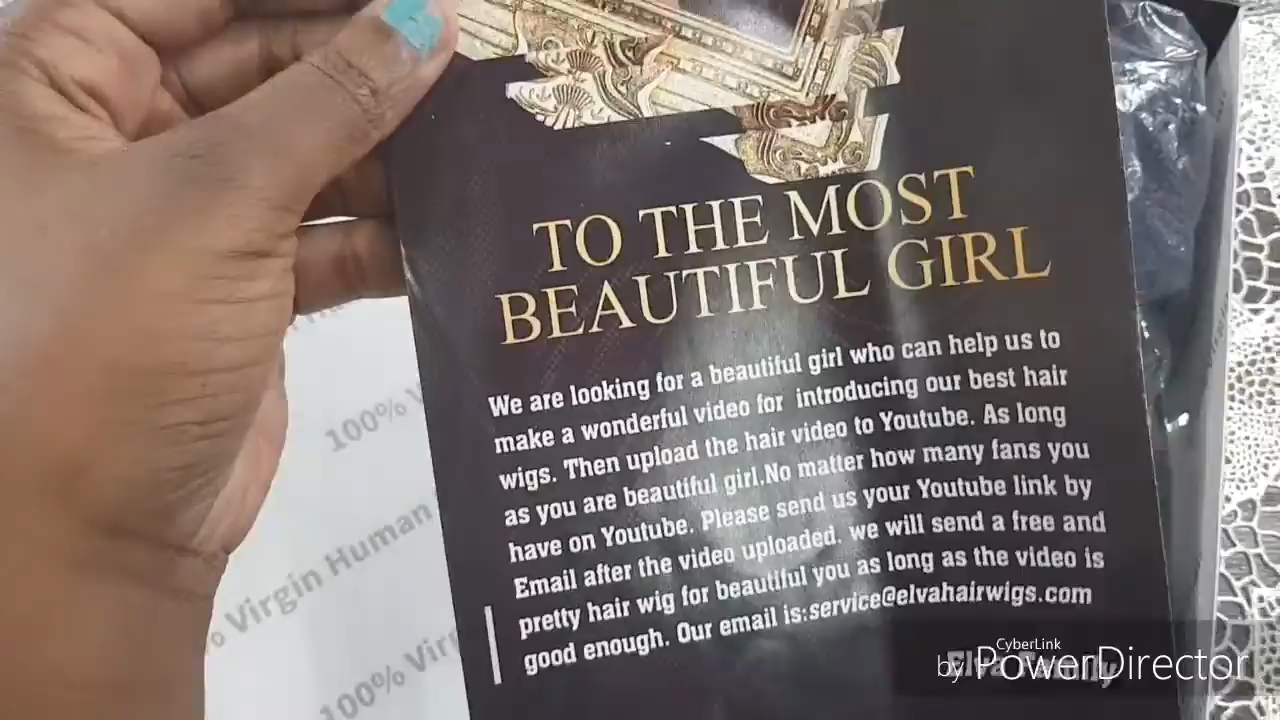 TO THE MOST
BEAUTIFUL GIRL
We are looking for a beautiful girl who can help us to
make a wonderful video for introducing our best hair
wigs. Then upload the hair video to Youtube. As long
as you are beautiful girl.No matter how many fans you
have on Youtube. Please send us your Youtube link by
Email after the video uploaded. we will send a free and
pretty hair wig for beautiful you as long as the video is
good enough. Our email is:service@elvahairwigs.com
Elva Family
100% V
Virgin Human
100% Virg
CyberLink
by PowerDirector